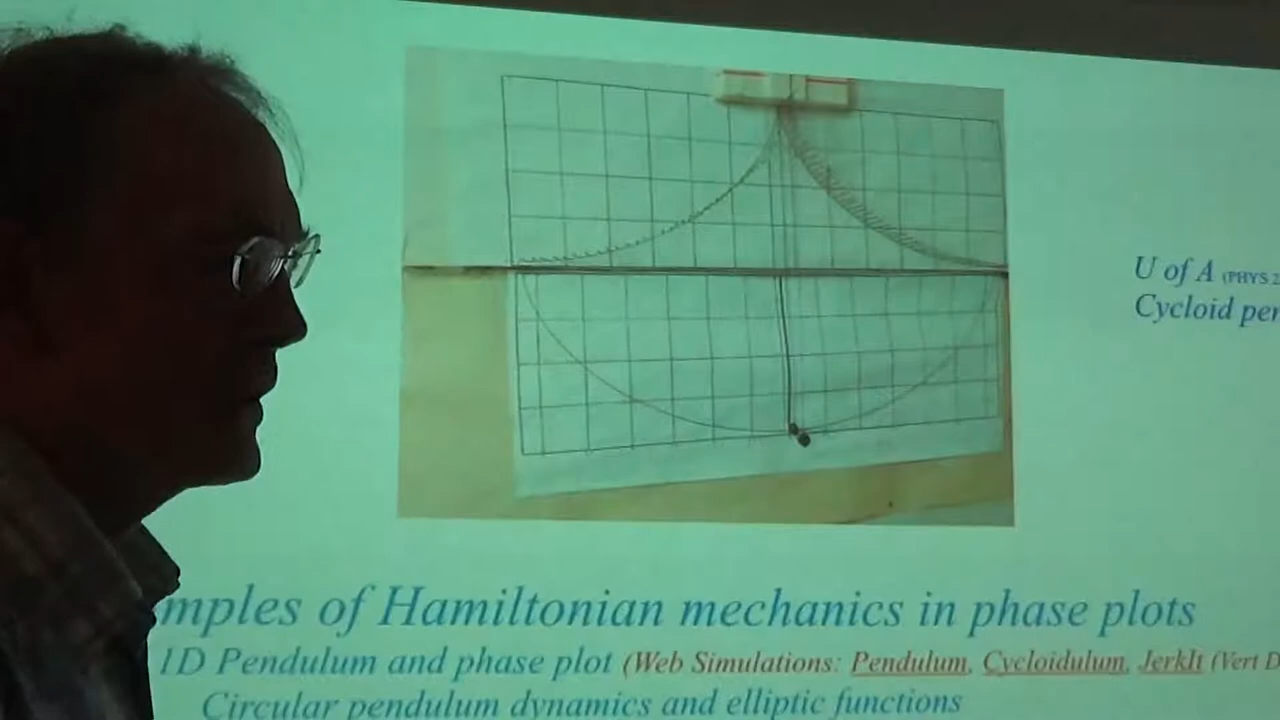 U of A (PHYS 2
Cycloid per
mples of Hamiltonian mechanics in phase plots
1D Pendulum and phase plot (Web Simulations: Pendulum, Cycloidulum, JerkIt (Vert D
Circular pendulum dynamics and elliptic functions